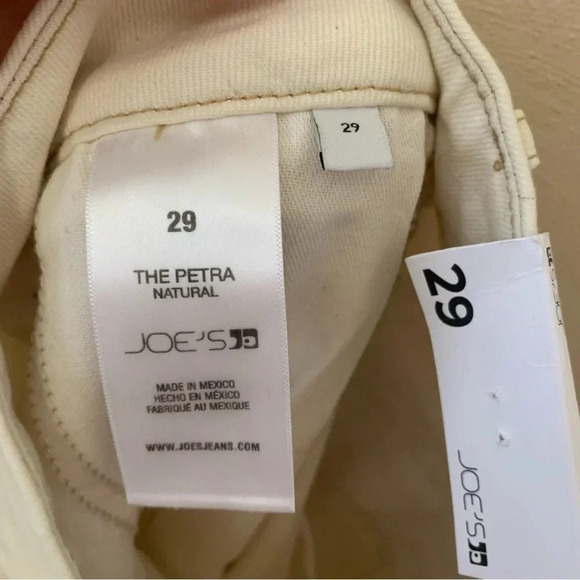 29
THE PETRA
NATURAL
JOE'S
MADE IN MEXICO
HECHO EN MÉXICO
FABRIQUÉ AU MEXIQUE
WWW.JOESJEANS.COM
29
29
JOE'S